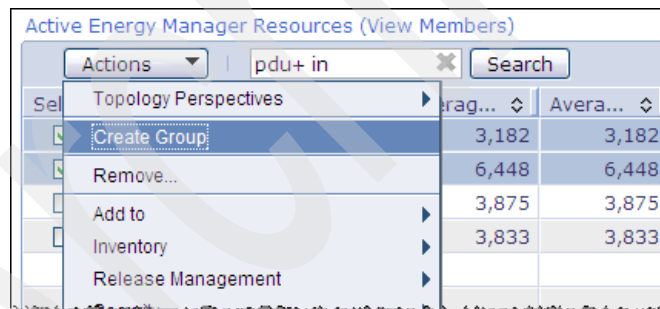 Active Energy Manager Resources (View Members)
Actions pdu+ in Search
Sel erag... Avera...
Topology Perspectives
Create Group 3,182 3,182
Remove... 6,448 6,448
Add to 3,875 3,875
Inventory 3,833 3,833
Release Management